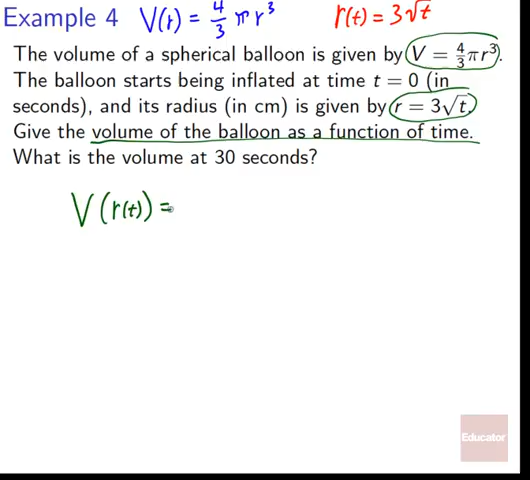 Example 4 V(r) = 4/3 π r³ r(t) = 3√t
The volume of a spherical balloon is given by V = 4/3 πr³.
The balloon starts being inflated at time t = 0 (in
seconds), and its radius (in cm) is given by r = 3√t.
Give the volume of the balloon as a function of time.
What is the volume at 30 seconds?
V(r(t)) =
Educator